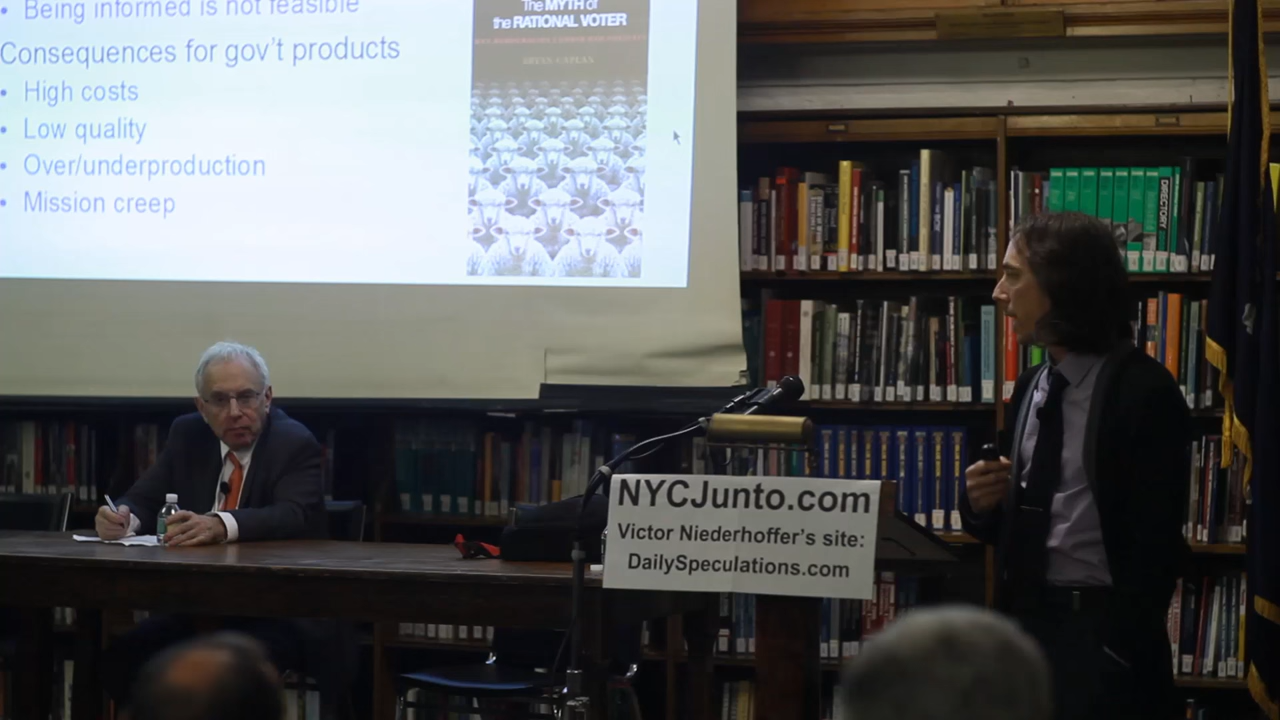 • Being informed is not feasible
Consequences for gov't products
• High costs
• Low quality
• Over/underproduction
• Mission creep
The MYTH of
the RATIONAL VOTER
BRYAN CAPLAN
DIRECTORY
NYCJunto.com
Victor Niederhoffer's site:
DailySpeculations.com